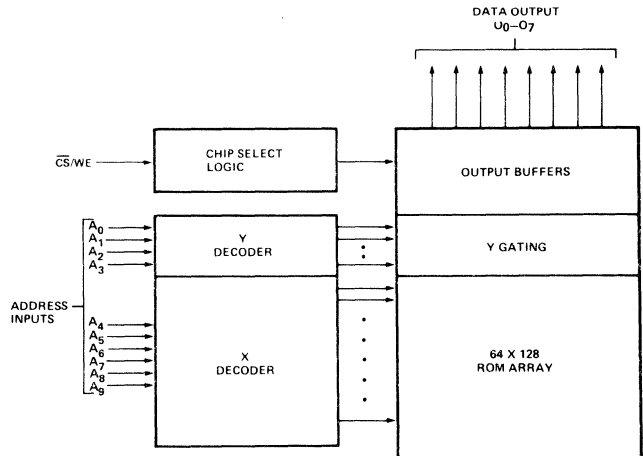 DATA OUTPUT
O0–O7
CS/WE
CHIP SELECT
LOGIC
OUTPUT BUFFERS
A0
A1
A2
A3
Y
DECODER
Y GATING
ADDRESS
INPUTS
A4
A5
A6
A7
A8
A9
X
DECODER
64 X 128
ROM ARRAY